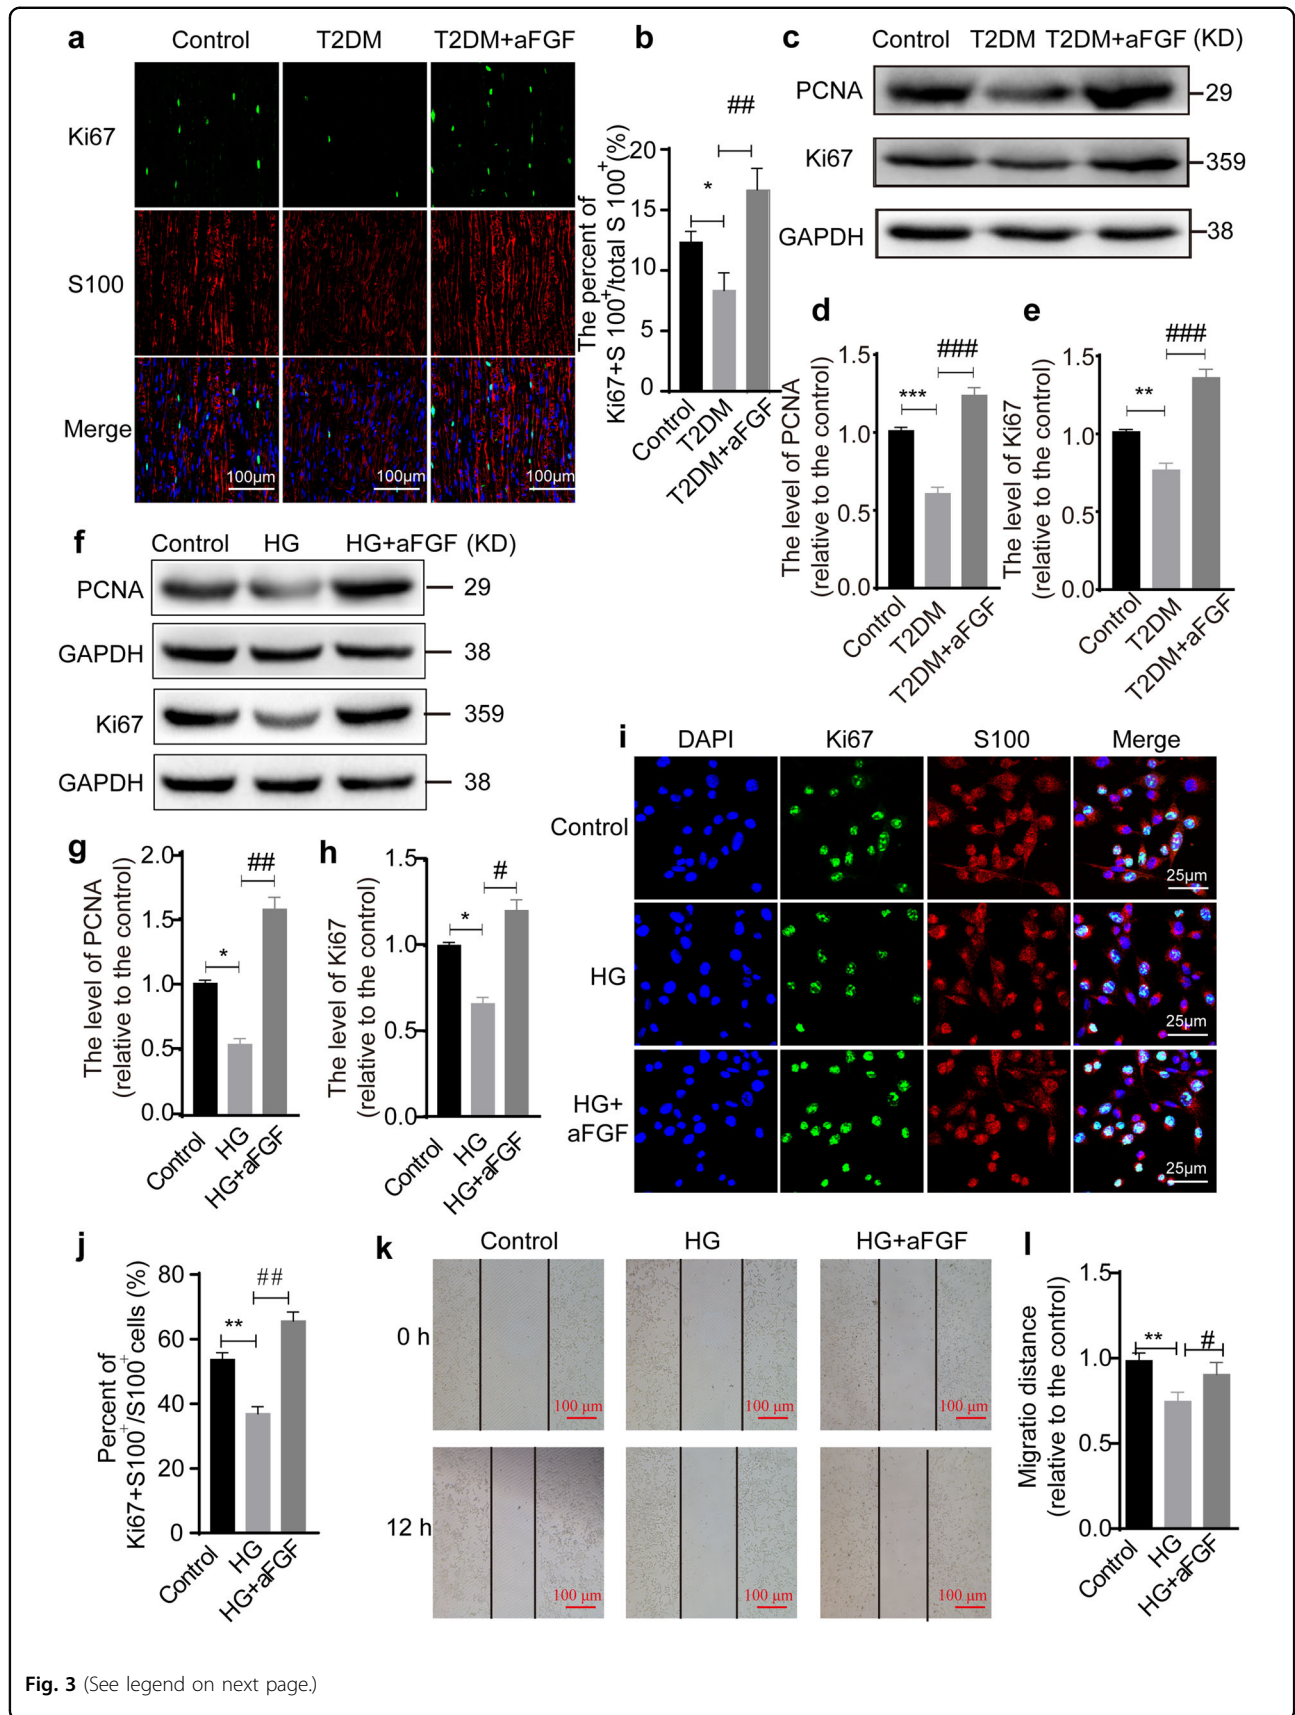 a
Control T2DM T2DM+aFGF
Ki67
S100
Merge
100μm 100μm 100μm
b
The percent of
Ki67+S 100⁺/total S 100⁺(%)
20
15
10
5
0
*
##
Control
T2DM
T2DM+aFGF
c
Control T2DM T2DM+aFGF (KD)
PCNA 29
Ki67 359
GAPDH 38
d
The level of PCNA
(relative to the control)
1.5
1.0
0.5
0.0
***
###
Control
T2DM
T2DM+aFGF
e
The level of Ki67
(relative to the control)
1.5
1.0
0.5
0.0
**
###
Control
T2DM
T2DM+aFGF
f
Control HG HG+aFGF (KD)
PCNA 29
GAPDH 38
Ki67 359
GAPDH 38
g
The level of PCNA
(relative to the control)
2.0
1.5
1.0
0.5
0.0
*
##
Control
HG
HG+aFGF
h
The level of Ki67
(relative to the control)
1.5
1.0
0.5
0.0
*
#
Control
HG
HG+aFGF
i
DAPI Ki67 S100 Merge
Control
25μm
HG
25μm
HG+
aFGF
25μm
j
Percent of
Ki67+S100⁺/S100⁺ cells (%)
80
60
40
20
0
**
##
Control
HG
HG+aFGF
k
Control HG HG+aFGF
0 h
100 μm 100 μm 100 μm
12 h
100 μm 100 μm 100 μm
l
Migratio distance
(relative to the control)
1.5
1.0
0.5
0.0
**
#
Control
HG
HG+aFGF
Fig. 3 (See legend on next page.)